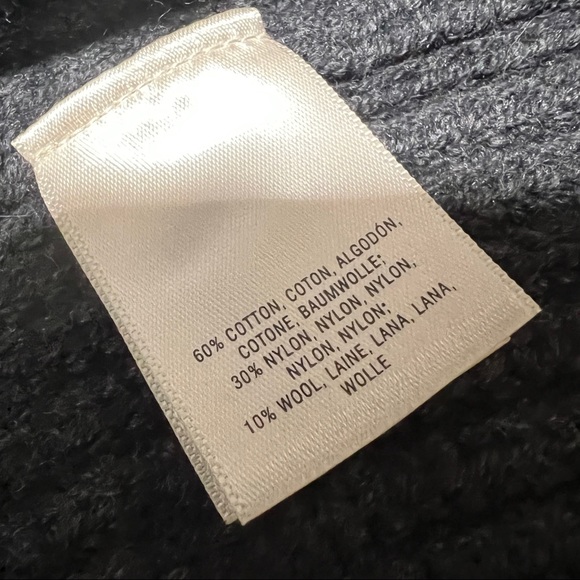 60% COTTON, COTON, ALGODÓN,
COTONE, BAUMWOLLE;
30% NYLON, NYLON, NYLON,
NYLON, NYLON;
10% WOOL, LAINE, LANA, LANA,
WOLLE